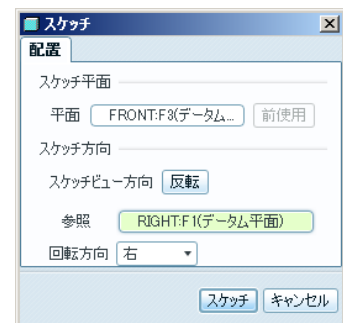 スケッチ
配置
スケッチ平面
平面 FRONT:F3(データム... 前使用
スケッチ方向
スケッチビュー方向 反転
参照 RIGHT:F1(データム平面)
回転方向 右
スケッチ キャンセル